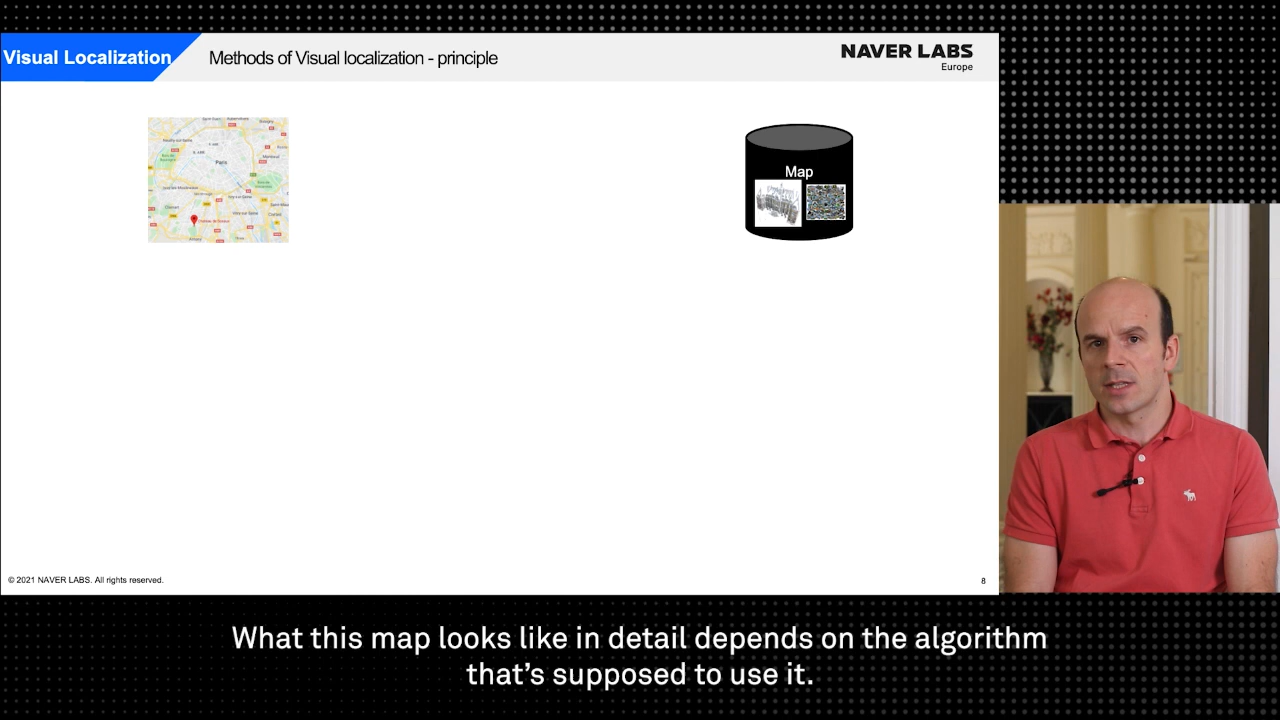 Visual Localization
Methods of Visual localization - principle
NAVER LABS
Europe
Paris
Map
© 2021 NAVER LABS. All rights reserved.
8
What this map looks like in detail depends on the algorithm
that's supposed to use it.